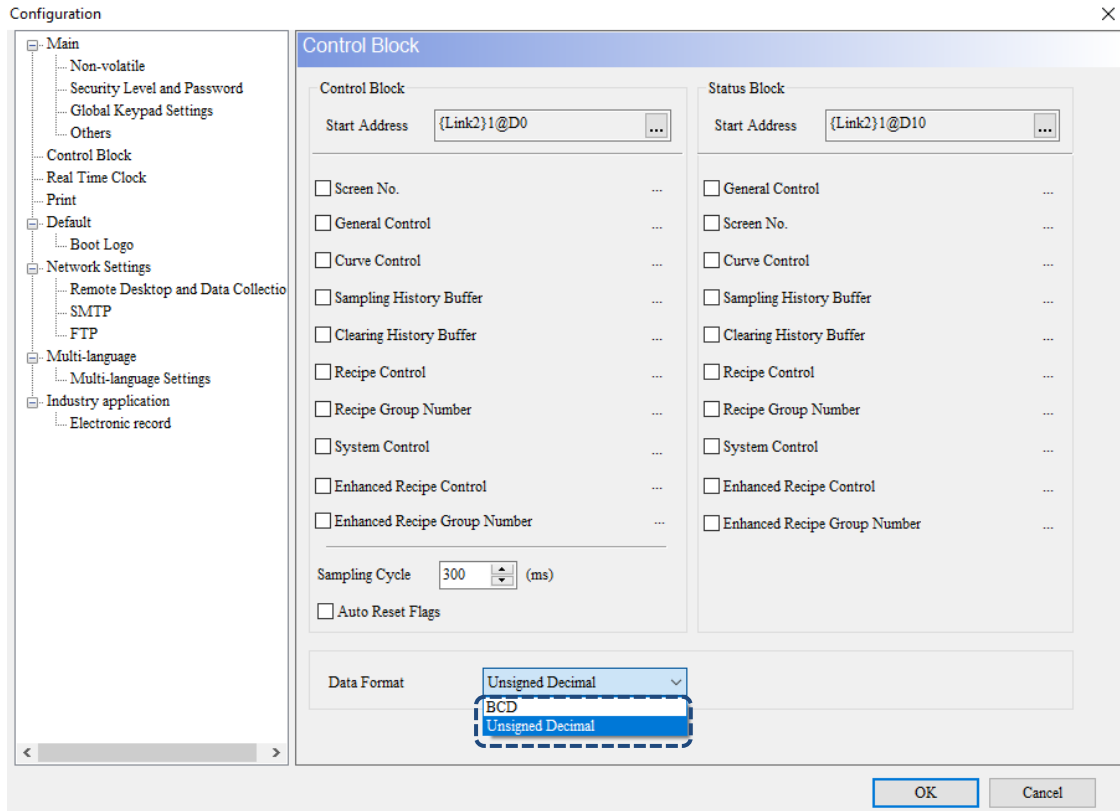 Configuration
Main
Non-volatile
Security Level and Password
Global Keypad Settings
Others
Control Block
Real Time Clock
Print
Default
Boot Logo
Network Settings
Remote Desktop and Data Collectio
SMTP
FTP
Multi-language
Multi-language Settings
Industry application
Electronic record
Control Block
Control Block
Start Address {Link2}1@D0 ...
Screen No. ...
General Control ...
Curve Control ...
Sampling History Buffer ...
Clearing History Buffer ...
Recipe Control ...
Recipe Group Number ...
System Control ...
Enhanced Recipe Control ...
Enhanced Recipe Group Number ...
Sampling Cycle 300 (ms)
Auto Reset Flags
Status Block
Start Address {Link2}1@D10 ...
General Control ...
Screen No. ...
Curve Control ...
Sampling History Buffer ...
Clearing History Buffer ...
Recipe Control ...
Recipe Group Number ...
System Control ...
Enhanced Recipe Control ...
Enhanced Recipe Group Number ...
Data Format Unsigned Decimal
BCD
Unsigned Decimal
OK Cancel